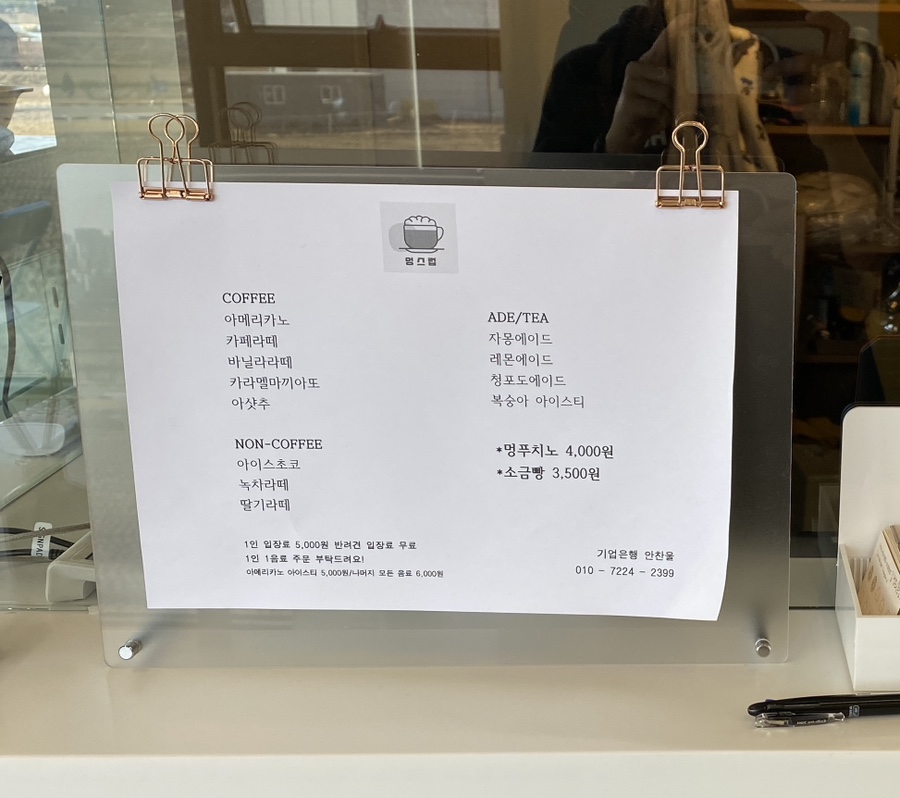 멍스컵
COFFEE
아메리카노
카페라떼
바닐라라떼
카라멜마끼아또
아샷추
NON-COFFEE
아이스초코
녹차라떼
딸기라떼
ADE/TEA
자몽에이드
레몬에이드
청포도에이드
복숭아 아이스티
*멍푸치노 4,000원
*소금빵 3,500원
1인 입장료 5,000원 반려견 입장료 무료
1인 1음료 주문 부탁드려요!
아메리카노 아이스티 5,000원/나머지 모든 음료 6,000원
기업은행 안찬울
010 - 7224 - 2399
SIGNPAD